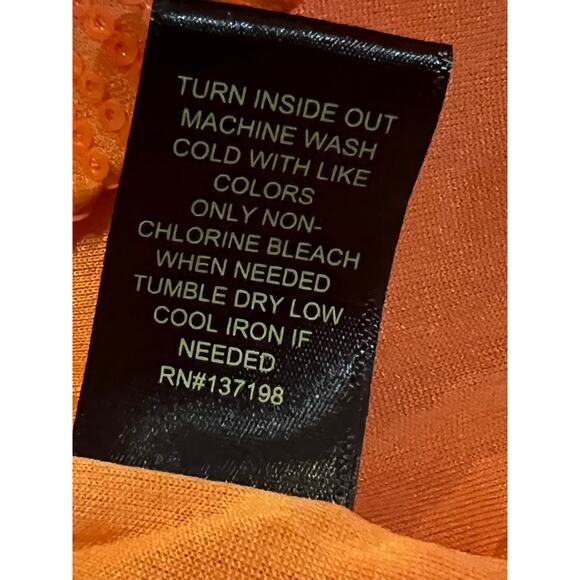 TURN INSIDE OUT
MACHINE WASH
COLD WITH LIKE
COLORS
ONLY NON-
CHLORINE BLEACH
WHEN NEEDED
TUMBLE DRY LOW
COOL IRON IF
NEEDED
RN#137198